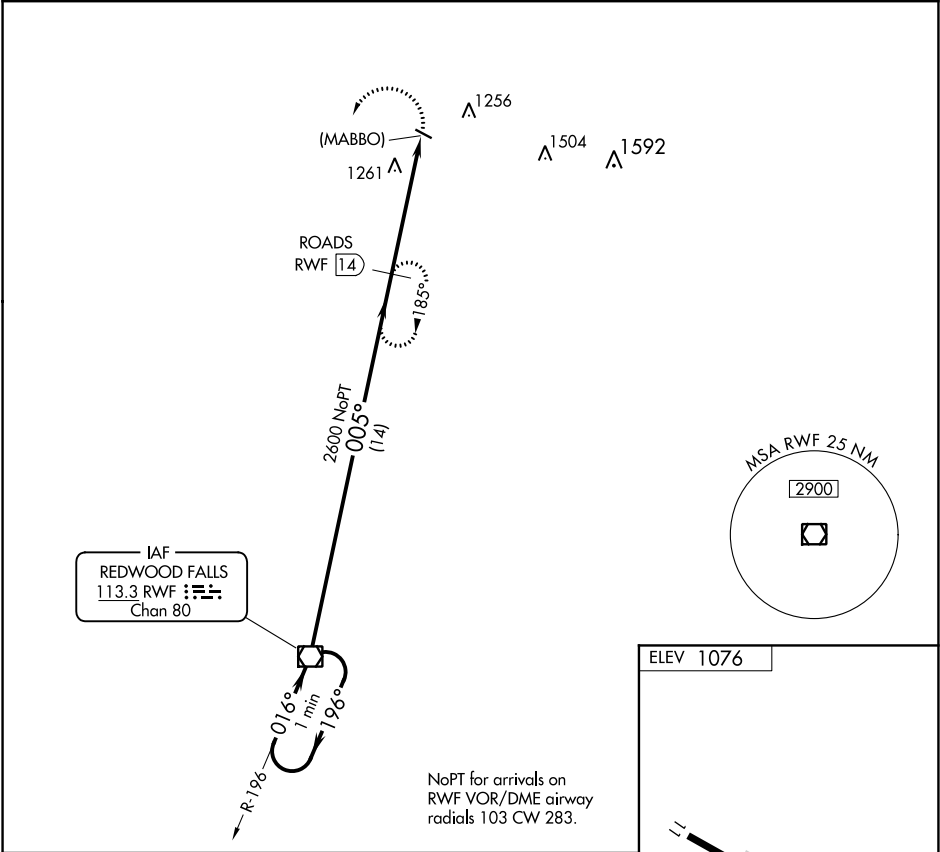 1256
(MABBO)
1504
1592
1261
ROADS
RWF 14
185°
2600 NoPT
005°
(14)
MSA RWF 25 NM
2900
IAF
REDWOOD FALLS
113.3 RWF
Chan 80
016°
1 min
196°
R-196
NoPT for arrivals on
RWF VOR/DME airway
radials 103 CW 283.
ELEV 1076
11